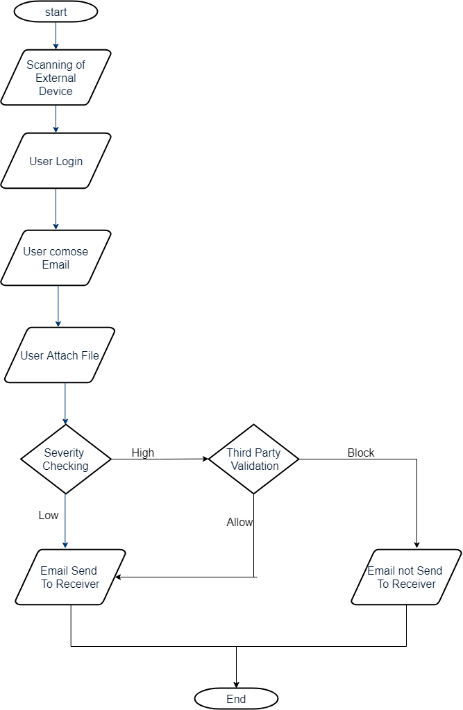 start
Scanning of
External
Device
User Login
User comose
Email
User Attach File
Severity
Checking
High
Third Party
Validation
Block
Low
Allow
Email Send
To Receiver
Email not Send
To Receiver
End